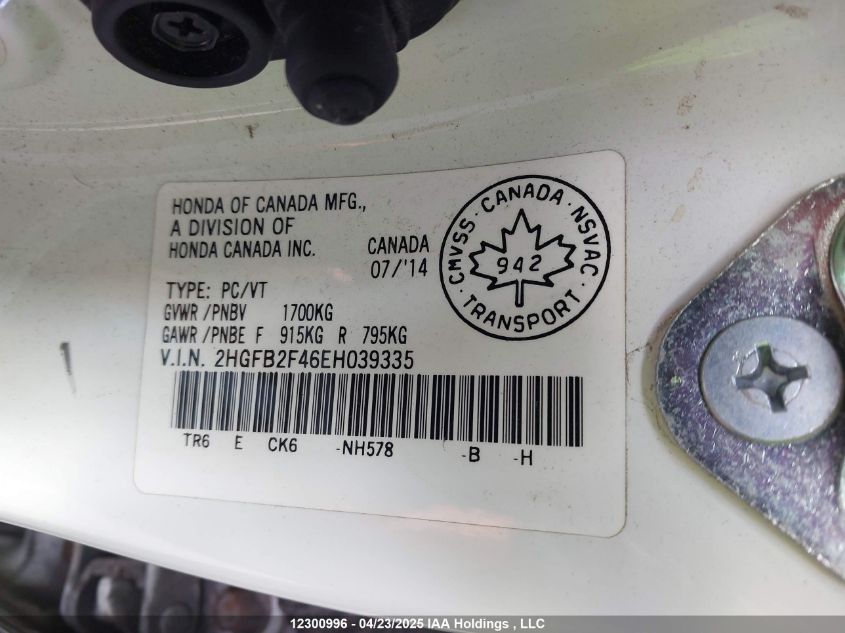 HONDA OF CANADA MFG.,
A DIVISION OF
HONDA CANADA INC.
CANADA
07/'14
TYPE: PC/VT
GVWR/PNBV 1700KG
GAWR/PNBE F 915KG R 795KG
V.I.N. 2HGFB2F46EH039335
TR6 E CK6 -NH578 -B -H
CMVSS · CANADA · NSVAC · TRANSPORT ·
942
12300996 - 04/23/2025 IAA Holdings , LLC